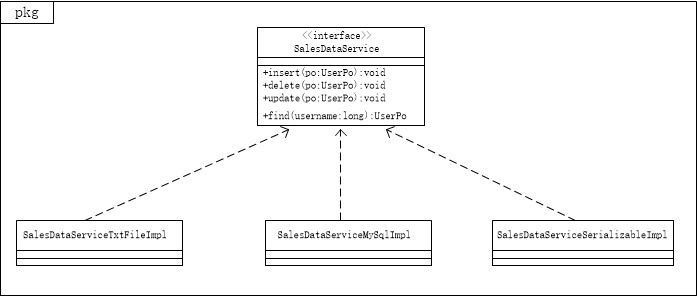 pkg
<<interface>>
SalesDataService
+insert(po:UserPo):void
+delete(po:UserPo):void
+update(po:UserPo):void
+find(username:long):UserPo
SalesDataServiceTxtFileImpl
SalesDataServiceMySqlImpl
SalesDataServiceSerializableImpl